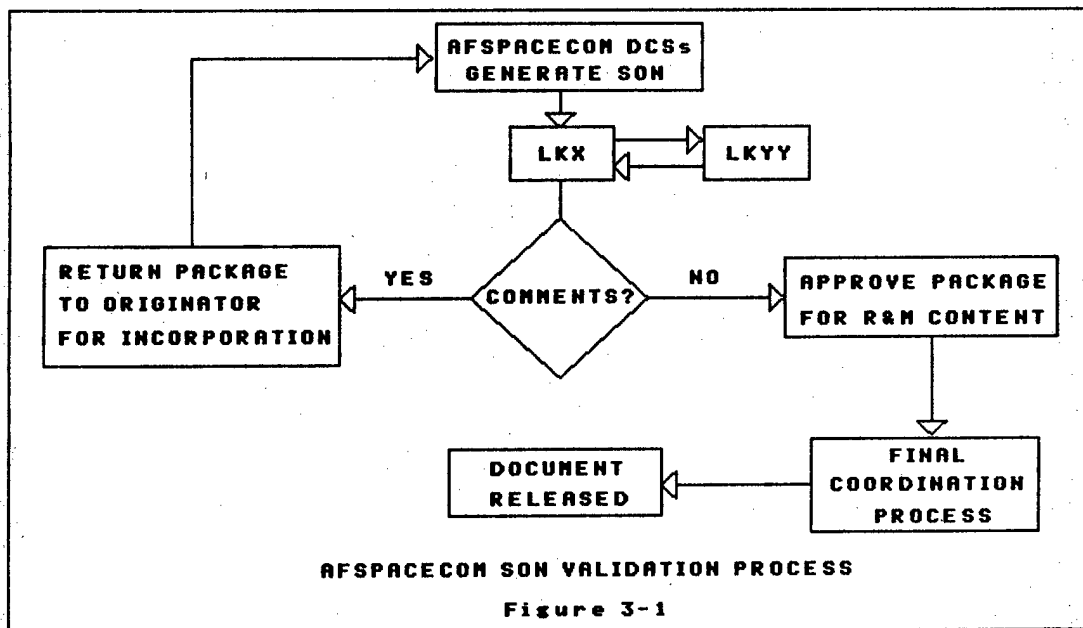 AFSPACECOM DCSs
GENERATE SON
LKX
LKYY
RETURN PACKAGE
TO ORIGINATOR
FOR INCORPORATION
YES
COMMENTS?
NO
APPROVE PACKAGE
FOR R&M CONTENT
FINAL
COORDINATION
PROCESS
DOCUMENT
RELEASED
AFSPACECOM SON VALIDATION PROCESS
Figure 3-1